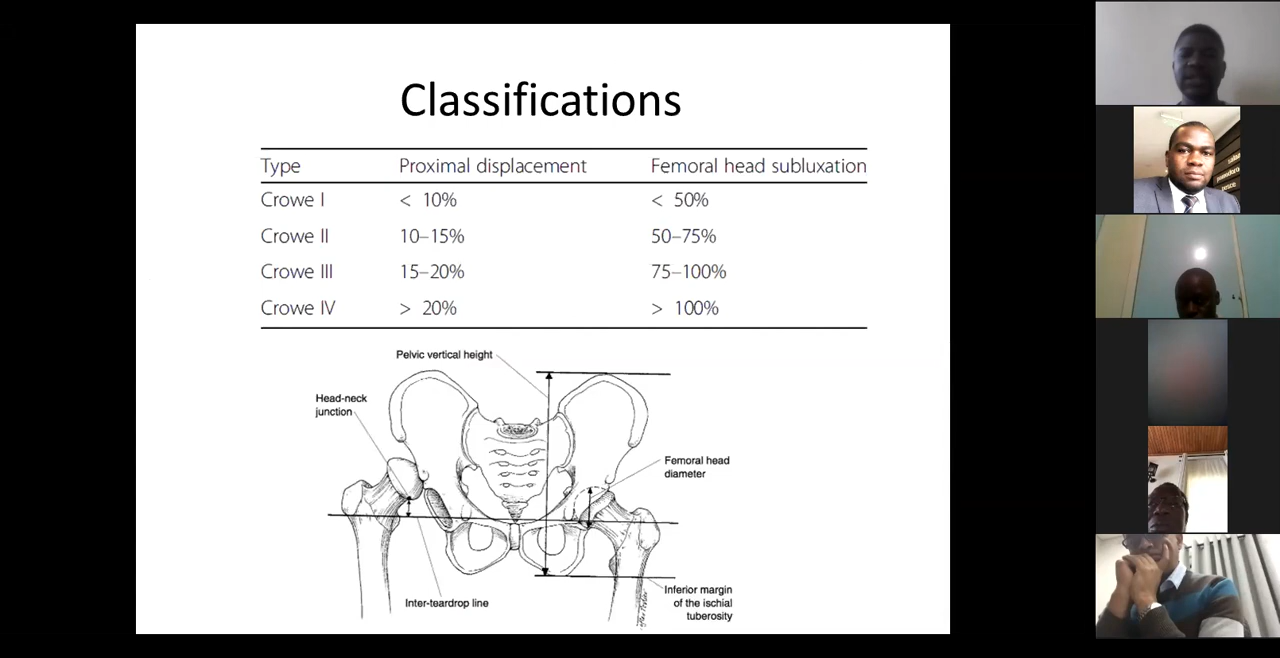 Classifications
Type Proximal displacement Femoral head subluxation
Crowe I < 10% < 50%
Crowe II 10–15% 50–75%
Crowe III 15–20% 75–100%
Crowe IV > 20% > 100%
Pelvic vertical height
Head-neck
junction
Femoral head
diameter
Inter-teardrop line
Inferior margin
of the ischial
tuberosity